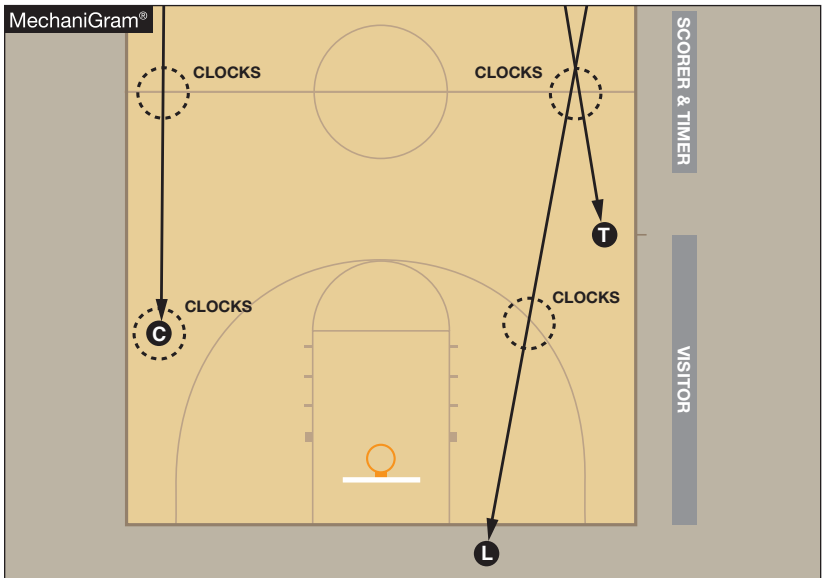 MechaniGram®
CLOCKS
CLOCKS
SCORER & TIMER
T
CLOCKS
CLOCKS
C
VISITOR
L